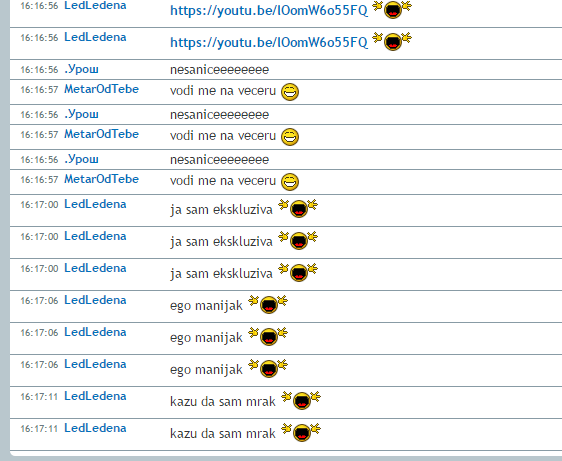 16:16:56 LedLedena https://youtu.be/lOomW6o55FQ
16:16:56 LedLedena https://youtu.be/lOomW6o55FQ
16:16:56 .Урош nesaniceeeeeeee
16:16:57 MetarOdTebe vodi me na veceru
16:16:56 .Урош nesaniceeeeeeee
16:16:57 MetarOdTebe vodi me na veceru
16:16:56 .Урош nesaniceeeeeeee
16:16:57 MetarOdTebe vodi me na veceru
16:17:00 LedLedena ja sam ekskluziva
16:17:00 LedLedena ja sam ekskluziva
16:17:00 LedLedena ja sam ekskluziva
16:17:06 LedLedena ego manijak
16:17:06 LedLedena ego manijak
16:17:06 LedLedena ego manijak
16:17:11 LedLedena kazu da sam mrak
16:17:11 LedLedena kazu da sam mrak